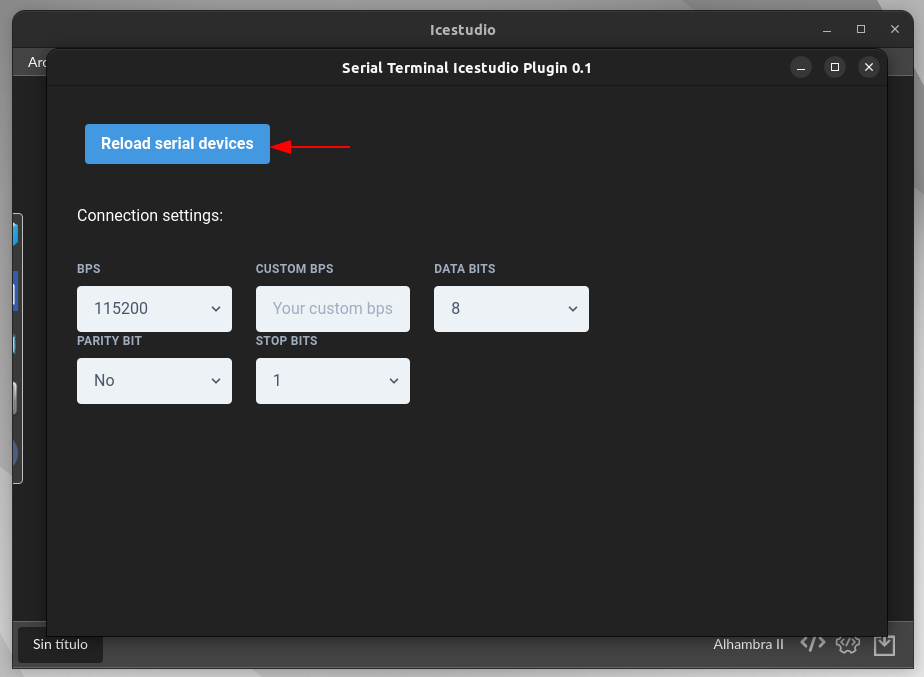 Icestudio
Arc
Serial Terminal Icestudio Plugin 0.1
Reload serial devices
Connection settings:
BPS CUSTOM BPS DATA BITS
115200 Your custom bps 8
PARITY BIT STOP BITS
No 1
Sin título Alhambra II